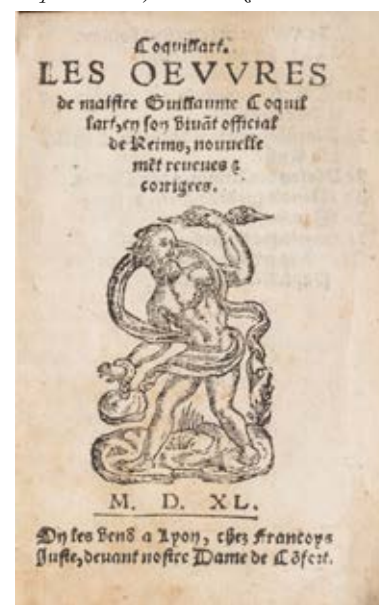 Coquillart.
LES OEVVRES
de maistre Guillaume Coquil
lart, en son viuãt official
de Reims, nouuelle
mẽt reueues ⁊
corrigees.
M. D. XL.
On les vend a Lyon, chez Francoys
Juste, deuant nostre Dame de Cõfort.